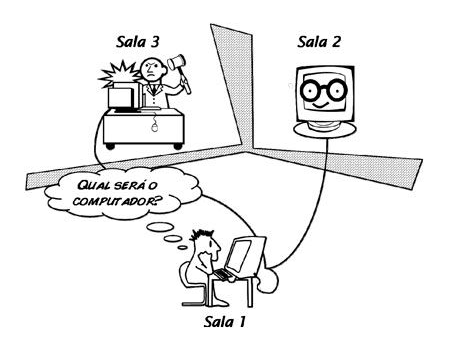 Sala 3
Sala 2
QUAL SERÁ O
COMPUTADOR?
Sala 1